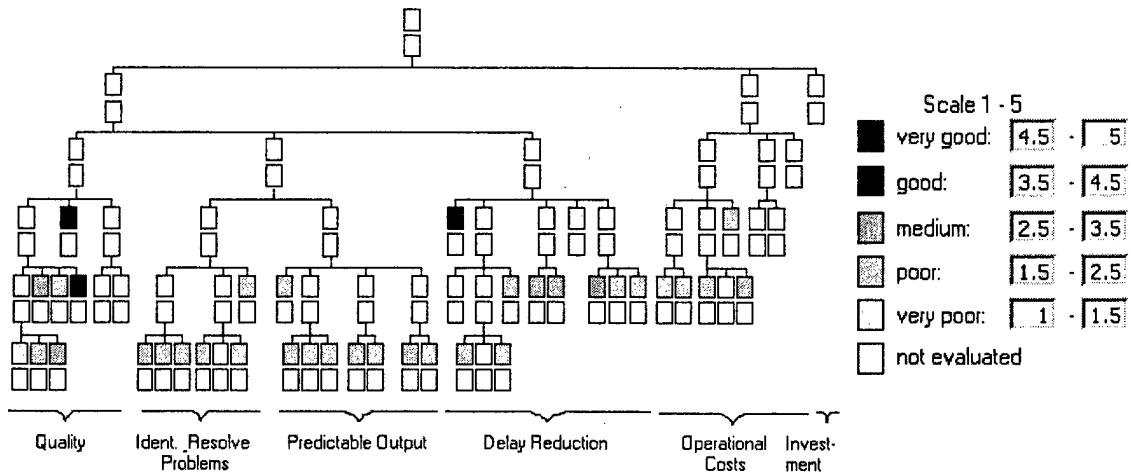 Scale 1 - 5
very good: 4.5 - 5
good: 3.5 - 4.5
medium: 2.5 - 3.5
poor: 1.5 - 2.5
very poor: 1 - 1.5
not evaluated
Quality
Ident. Resolve
Problems
Predictable Output
Delay Reduction
Operational
Costs
Invest-
ment